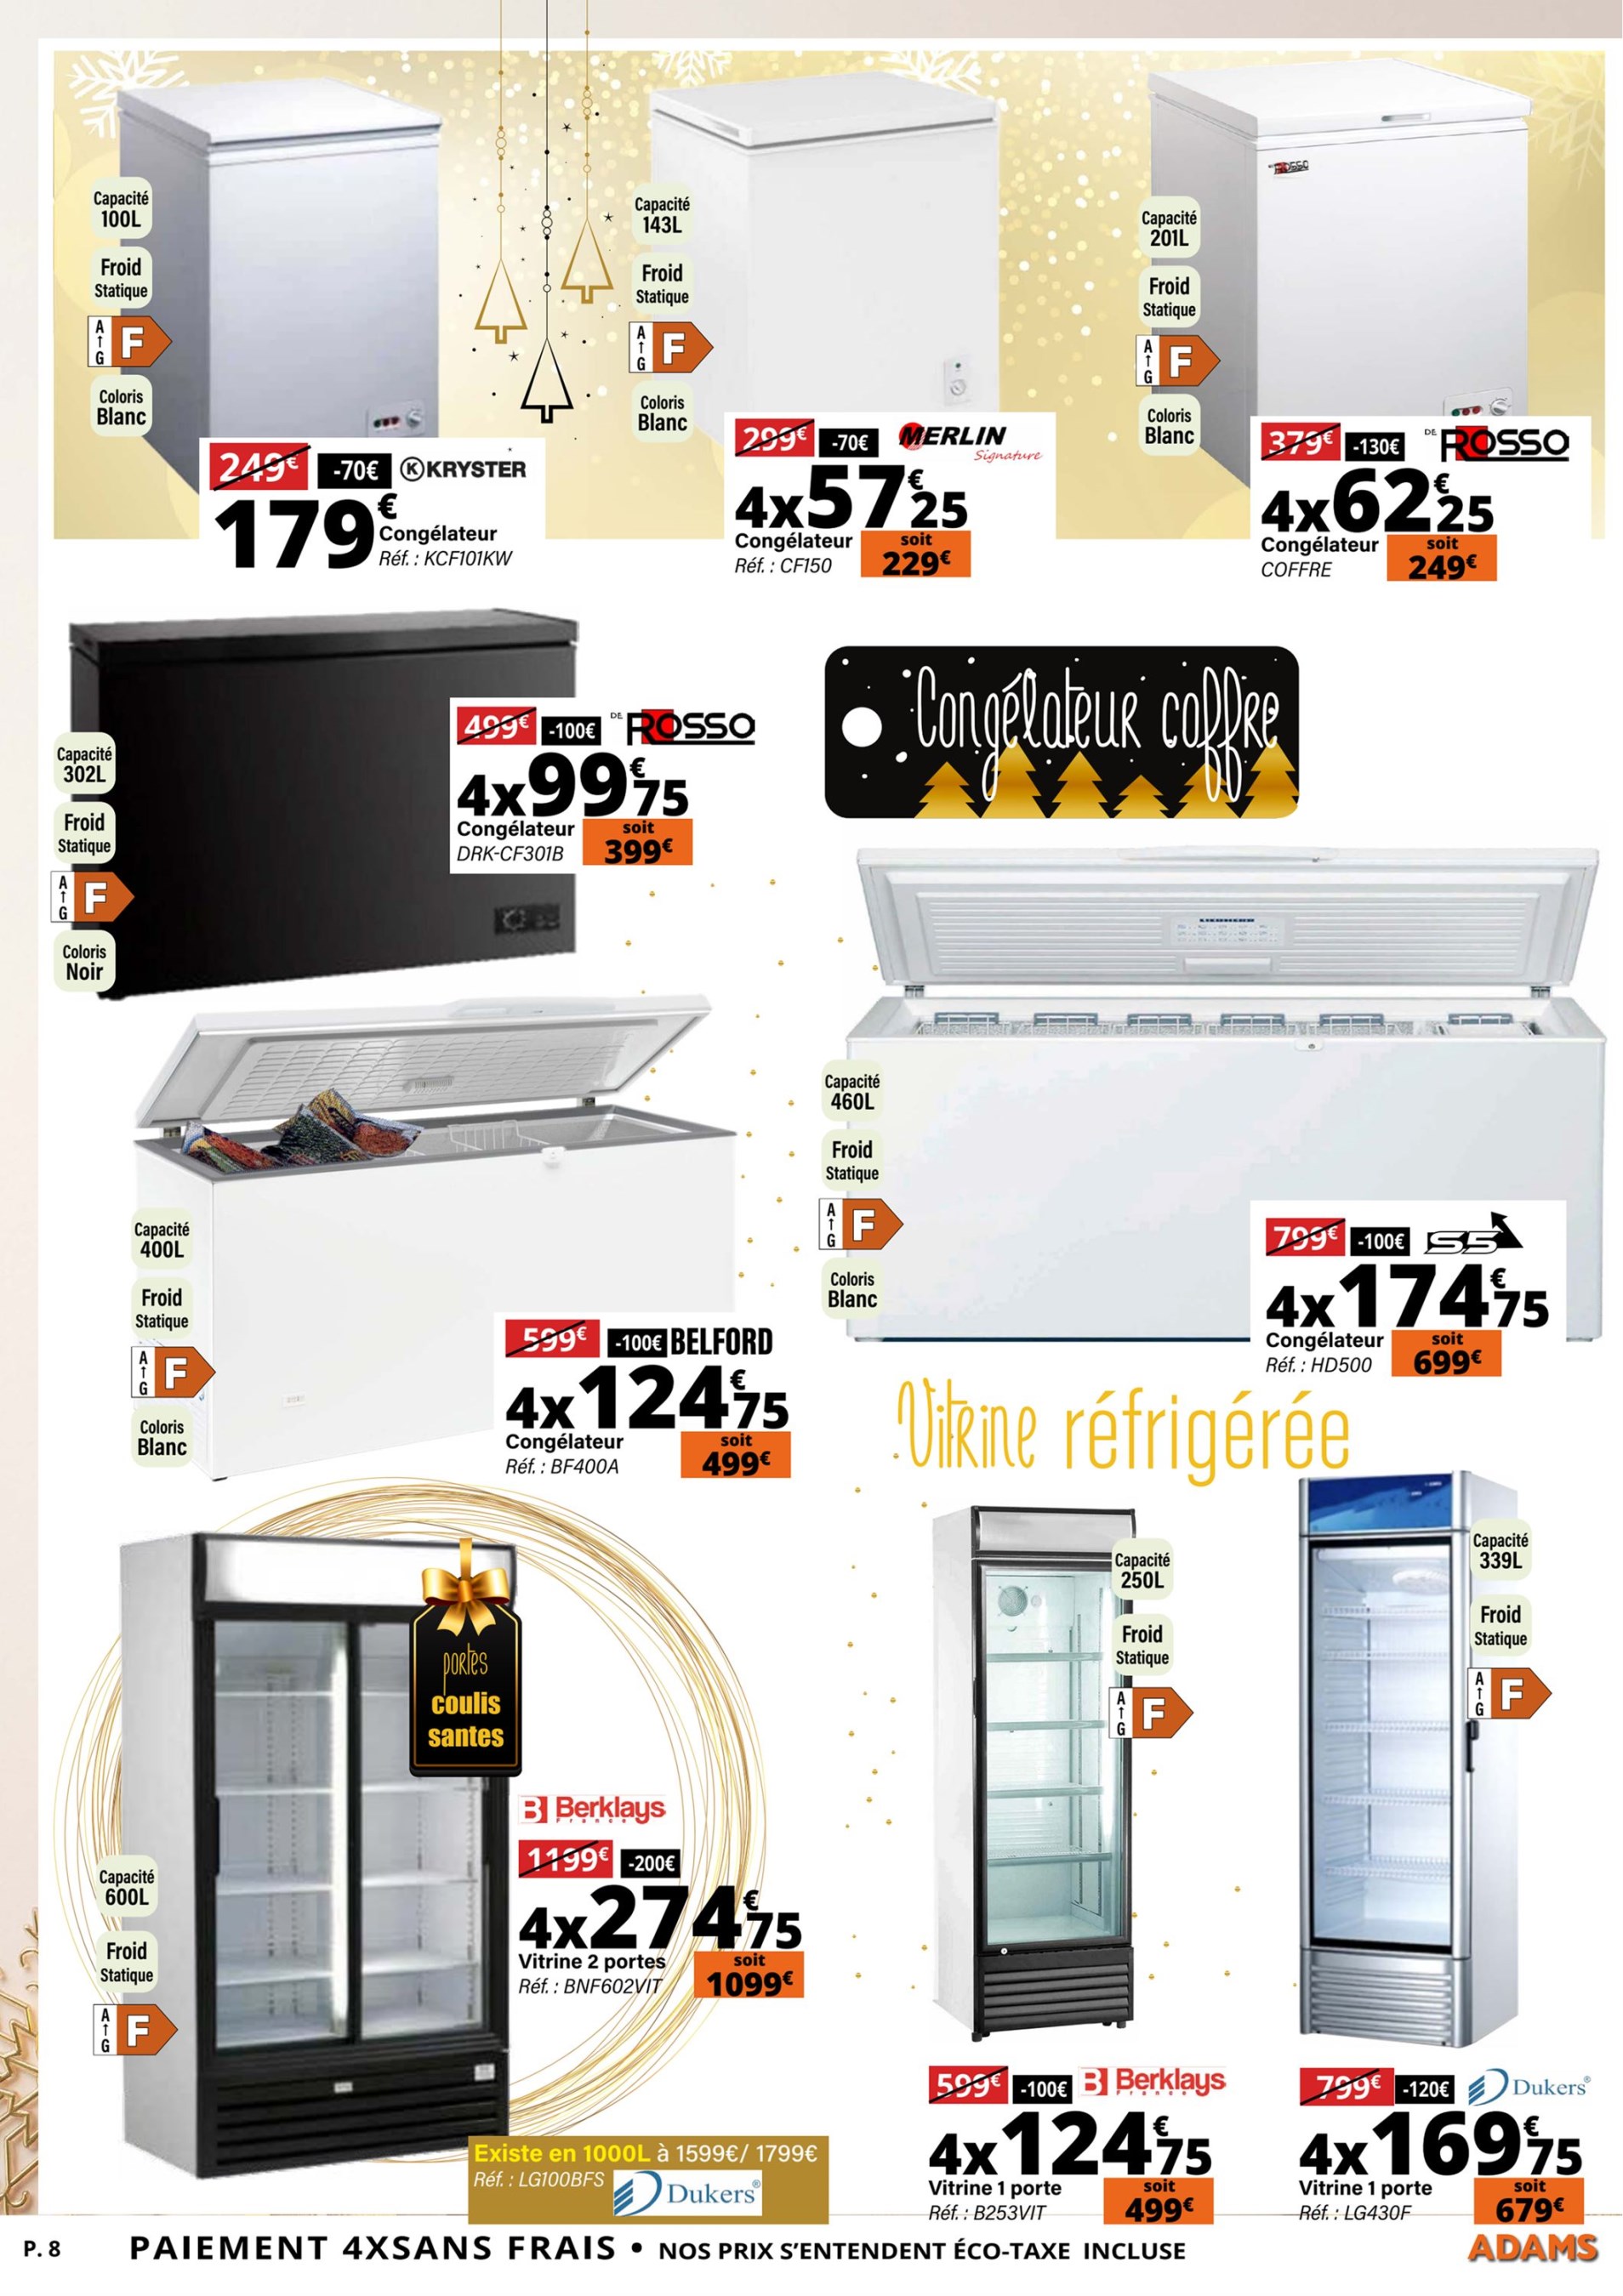 Capacité
100L
Froid
Statique
A
↑
G
F
Coloris
Blanc
249€
-70€
K KRYSTER
179€
Congélateur
Réf. : KCF101KW
Capacité
143L
Froid
Statique
A
↑
G
F
Coloris
Blanc
299€
-70€
MERLIN
Signature
4x57€25
Congélateur
Réf. : CF150
soit
229€
Capacité
201L
Froid
Statique
A
↑
G
F
Coloris
Blanc
ROSSO
379€
-130€
DE ROSSO
4x62€25
Congélateur
COFFRE
soit
249€
Capacité
302L
Froid
Statique
A
↑
G
F
Coloris
Noir
499€
-100€
DE ROSSO
4x99€75
Congélateur
DRK-CF301B
soit
399€
Congélateur coffre
Capacité
400L
Froid
Statique
A
↑
G
F
Coloris
Blanc
599€
-100€
BELFORD
4x124€75
Congélateur
Réf. : BF400A
soit
499€
Capacité
460L
Froid
Statique
A
↑
G
F
Coloris
Blanc
799€
-100€
S5
4x174€75
Congélateur
Réf. : HD500
soit
699€
Vitrine réfrigérée
portes
coulis
santes
Capacité
600L
Froid
Statique
A
↑
G
F
B Berklays
France
1199€
-200€
4x274€75
Vitrine 2 portes
Réf. : BNF602VIT
soit
1099€
Existe en 1000L à 1599€/ 1799€
Réf. : LG100BFS
Dukers®
Capacité
250L
Froid
Statique
A
↑
G
F
599€
-100€
B Berklays
France
4x124€75
Vitrine 1 porte
Réf. : B253VIT
soit
499€
Capacité
339L
Froid
Statique
A
↑
G
F
799€
-120€
Dukers®
4x169€75
Vitrine 1 porte
Réf. : LG430F
soit
679€
P. 8
PAIEMENT 4XSANS FRAIS • NOS PRIX S'ENTENDENT ÉCO-TAXE INCLUSE
ADAMS